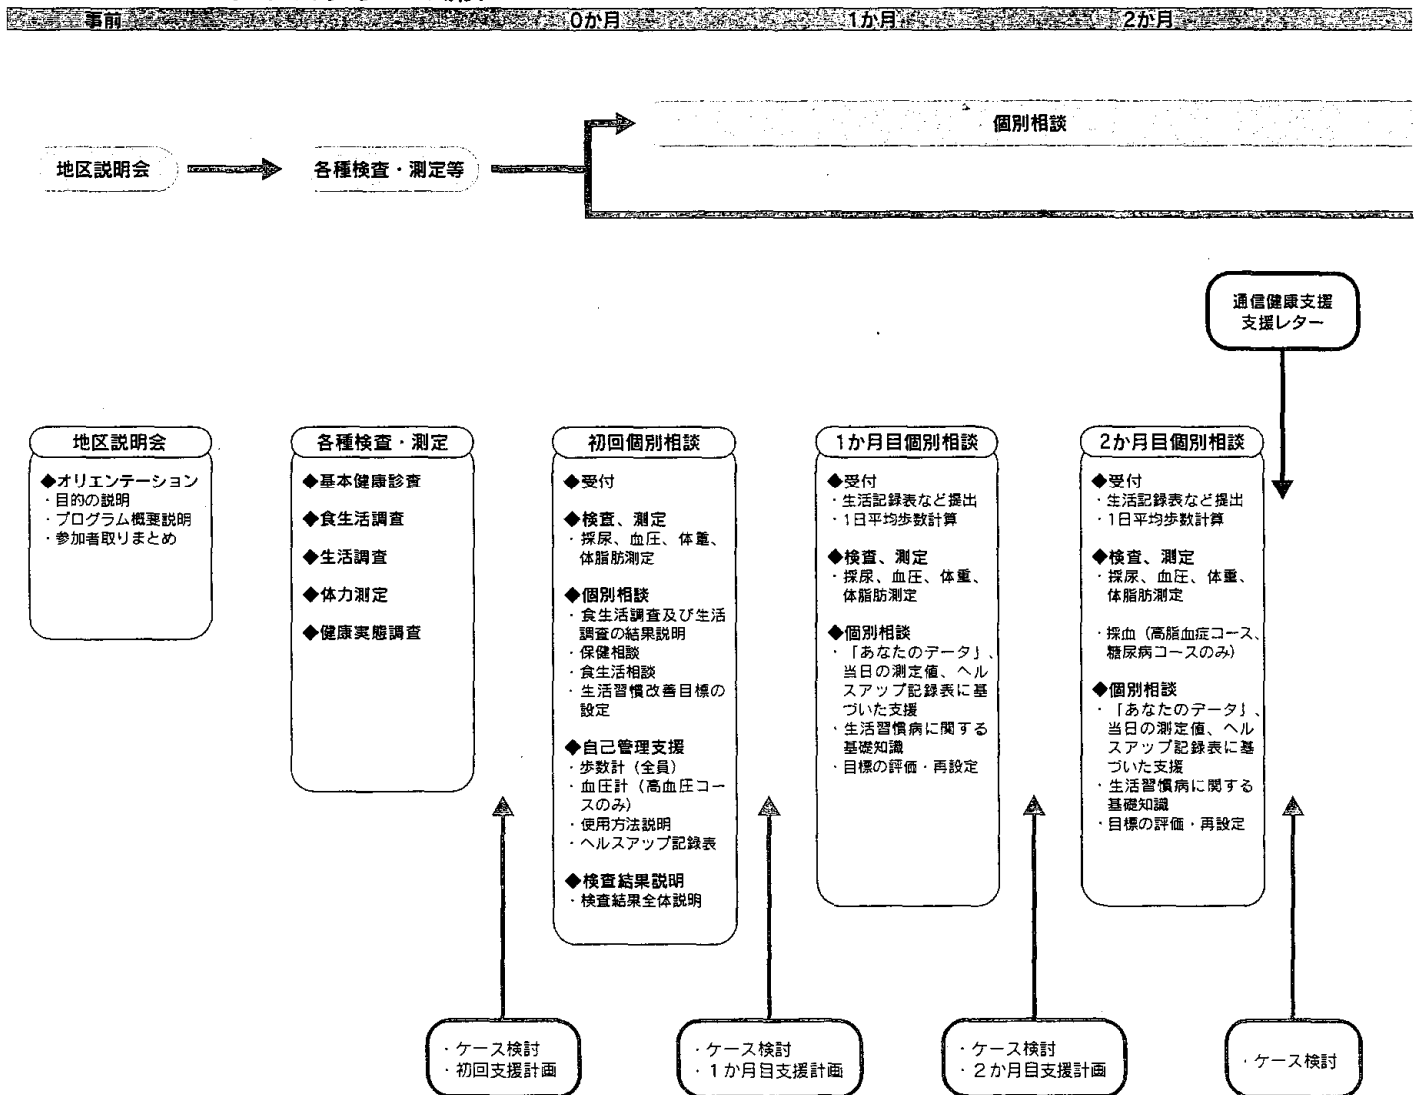 事前
0か月
1か月
2か月
個別相談
地区説明会
各種検査・測定等
通信健康支援
支援レター
地区説明会
◆オリエンテーション
・目的の説明
・プログラム概要説明
・参加者取りまとめ
各種検査・測定
◆基本健康診査
◆食生活調査
◆生活調査
◆体力測定
◆健康実態調査
初回個別相談
◆受付
◆検査、測定
・採尿、血圧、体重、
体脂肪測定
◆個別相談
・食生活調査及び生活
調査の結果説明
・保健相談
・食生活相談
・生活習慣改善目標の
設定
◆自己管理支援
・歩数計（全員）
・血圧計（高血圧コー
スのみ）
・使用方法説明
・ヘルスアップ記録表
◆検査結果説明
・検査結果全体説明
1か月目個別相談
◆受付
・生活記録表など提出
・1日平均歩数計算
◆検査、測定
・採尿、血圧、体重、
体脂肪測定
◆個別相談
・「あなたのデータ」、
当日の測定値、ヘル
スアップ記録表に基
づいた支援
・生活習慣病に関する
基礎知識
・目標の評価・再設定
2か月目個別相談
◆受付
・生活記録表など提出
・1日平均歩数計算
◆検査、測定
・採尿、血圧、体重、
体脂肪測定
・採血（高脂血症コース、
糖尿病コースのみ）
◆個別相談
・「あなたのデータ」、
当日の測定値、ヘル
スアップ記録表に基
づいた支援
・生活習慣病に関する
基礎知識
・目標の評価・再設定
・ケース検討
・初回支援計画
・ケース検討
・1か月目支援計画
・ケース検討
・2か月目支援計画
・ケース検討